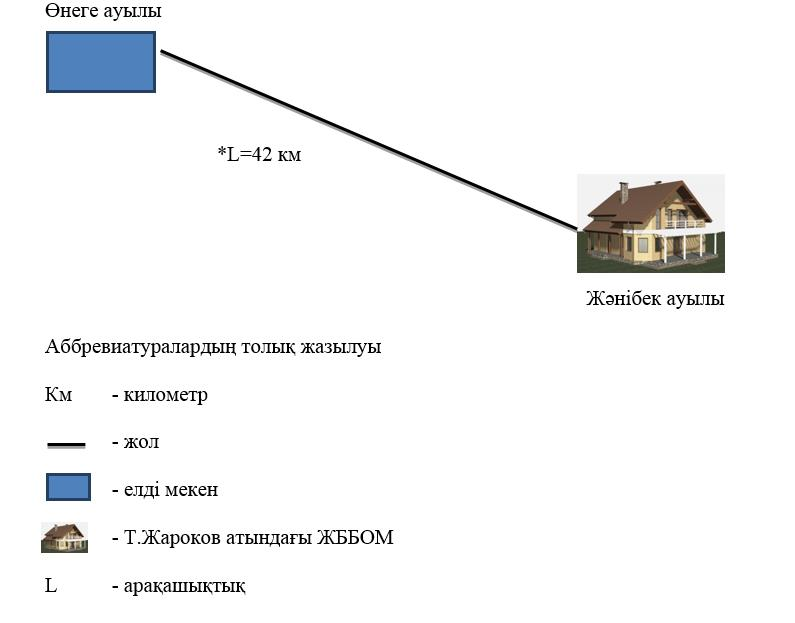 Өнеге ауылы
*L=42 км
Жәнібек ауылы
Аббревиатуралардың толық жазылуы
Км - километр
- жол
- елді мекен
- Т.Жароков атындағы ЖББОМ
L - арақашықтық